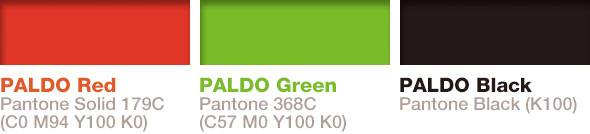 PALDO Red
Pantone Solid 179C
(C0 M94 Y100 K0)
PALDO Green
Pantone 368C
(C57 M0 Y100 K0)
PALDO Black
Pantone Black (K100)